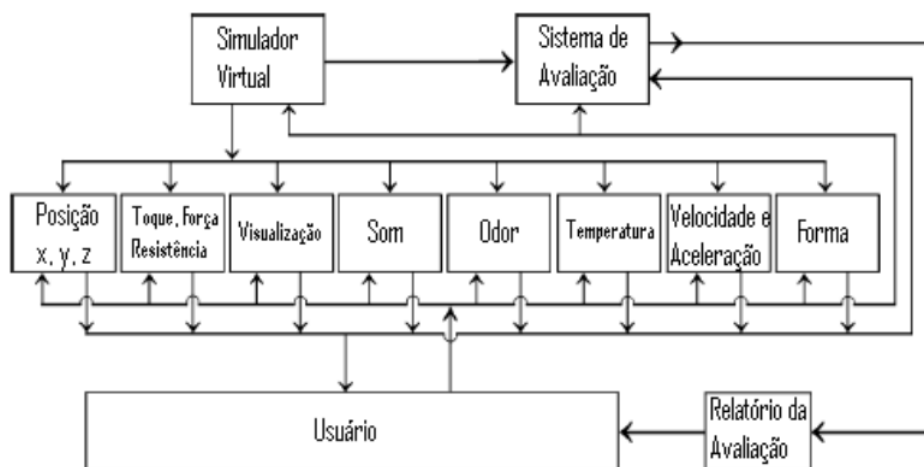 Simulador
Virtual
Sistema de
Avaliação
Posição
x, y, z
Toque, Força
Resistência
Visualização
Som
Odor
Temperatura
Velocidade e
Aceleração
Forma
Usuário
Relatório da
Avaliação